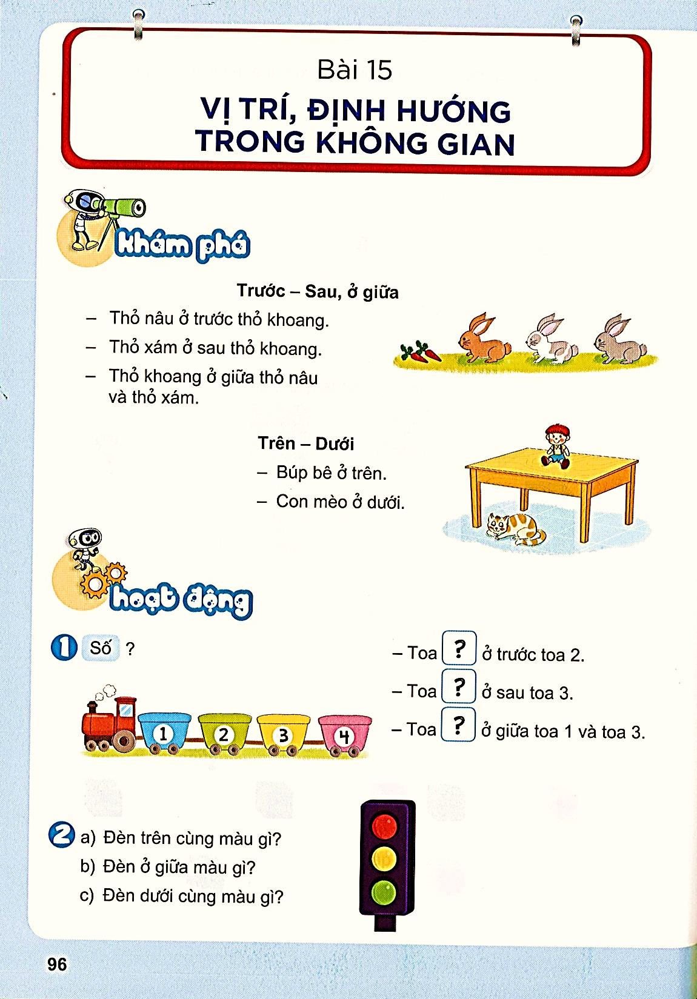 Bài 15
VỊ TRÍ, ĐỊNH HƯỚNG
TRONG KHÔNG GIAN
khám phá
Trước – Sau, ở giữa
– Thỏ nâu ở trước thỏ khoang.
– Thỏ xám ở sau thỏ khoang.
– Thỏ khoang ở giữa thỏ nâu
và thỏ xám.
Trên – Dưới
– Búp bê ở trên.
– Con mèo ở dưới.
hoạt động
1 Số ?
– Toa ? ở trước toa 2.
– Toa ? ở sau toa 3.
– Toa ? ở giữa toa 1 và toa 3.
1 2 3 4
2 a) Đèn trên cùng màu gì?
b) Đèn ở giữa màu gì?
c) Đèn dưới cùng màu gì?
96